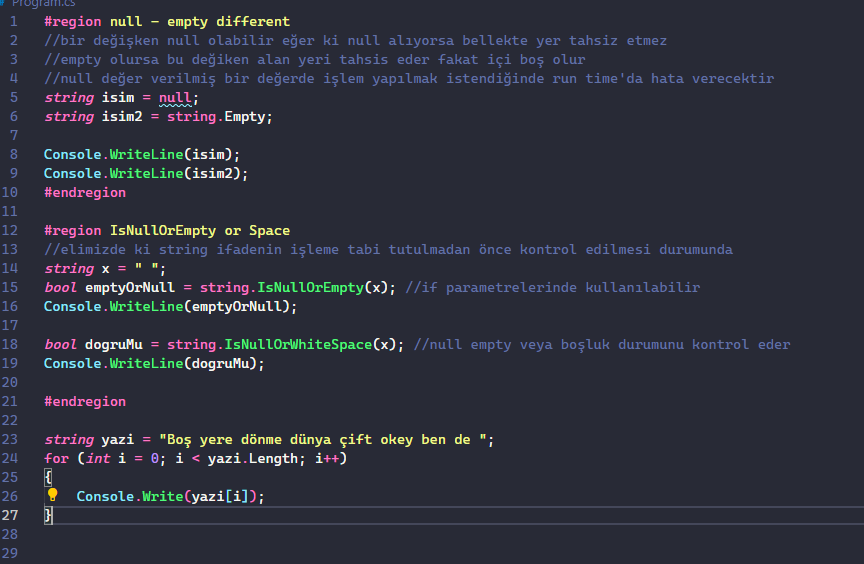 Program.cs
1 #region null - empty different
2 //bir değişken null olabilir eğer ki null alıyorsa bellekte yer tahsiz etmez
3 //empty olursa bu değiken alan yeri tahsis eder fakat içi boş olur
4 //null değer verilmiş bir değerde işlem yapılmak istendiğinde run time'da hata verecektir
5 string isim = null;
6 string isim2 = string.Empty;
7
8 Console.WriteLine(isim);
9 Console.WriteLine(isim2);
10 #endregion
11
12 #region IsNullOrEmpty or Space
13 //elimizde ki string ifadenin işleme tabi tutulmadan önce kontrol edilmesi durumunda
14 string x = " ";
15 bool emptyOrNull = string.IsNullOrEmpty(x); //if parametrelerinde kullanılabilir
16 Console.WriteLine(emptyOrNull);
17
18 bool dogruMu = string.IsNullOrWhiteSpace(x); //null empty veya boşluk durumunu kontrol eder
19 Console.WriteLine(dogruMu);
20
21 #endregion
22
23 string yazi = "Boş yere dönme dünya çift okey ben de ";
24 for (int i = 0; i < yazi.Length; i++)
25 {
26 Console.Write(yazi[i]);
27 }
28
29